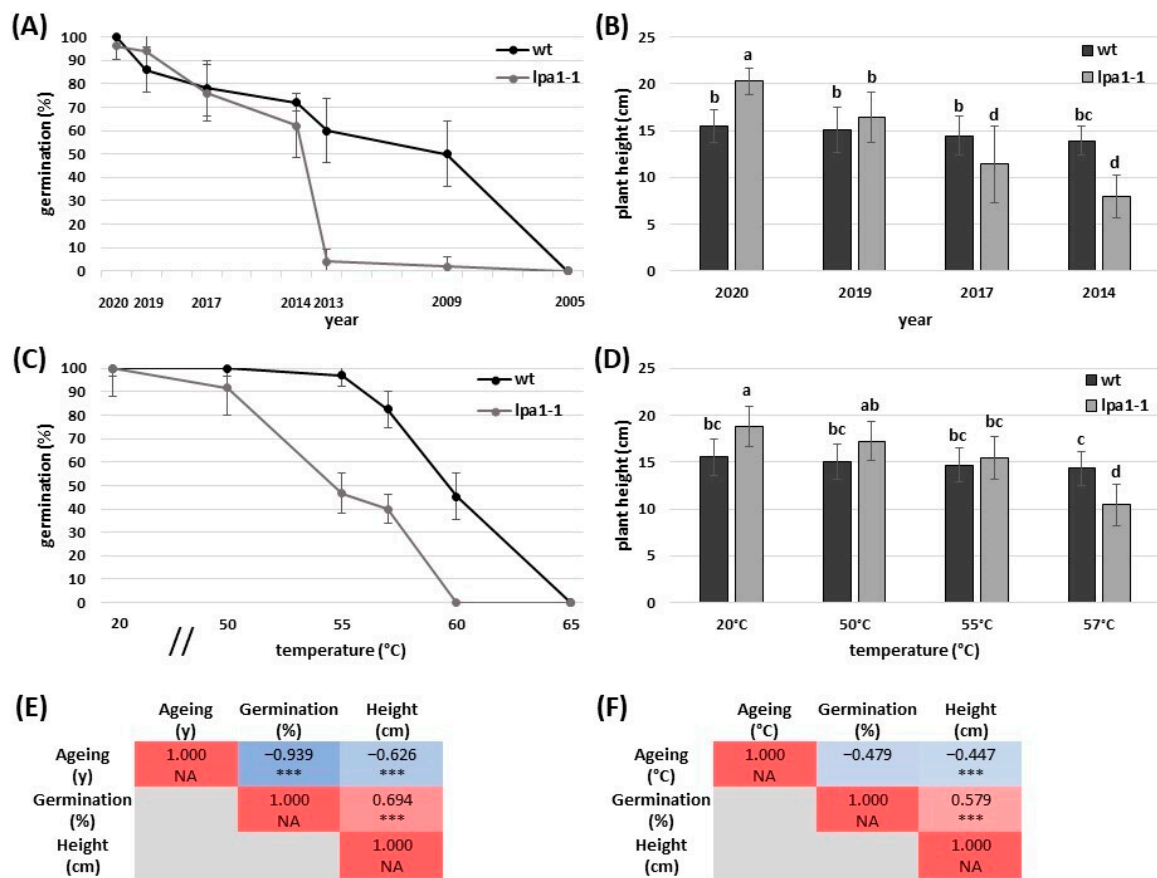 (A)
100
90
80
70
60
50
40
30
20
10
0
germination (%)
wt
lpa1-1
2020 2019 2017 2014 2013 2009 2005
year
(B)
25
20
15
10
5
0
plant height (cm)
wt
lpa1-1
b a b b b d bc d
2020 2019 2017 2014
year
(C)
100
90
80
70
60
50
40
30
20
10
0
germination (%)
wt
lpa1-1
20 // 50 55 60 65
temperature (°C)
(D)
25
20
15
10
5
0
plant height (cm)
wt
lpa1-1
bc a bc ab bc bc c d
20°C 50°C 55°C 57°C
temperature (°C)
(E)
Ageing Germination Height
(y) (%) (cm)
Ageing 1.000 −0.939 −0.626
(y) NA *** ***
Germination 1.000 0.694
(%) NA ***
Height 1.000
(cm) NA
(F)
Ageing Germination Height
(°C) (%) (cm)
Ageing 1.000 −0.479 −0.447
(°C) NA ***
Germination 1.000 0.579
(%) NA ***
Height 1.000
(cm) NA